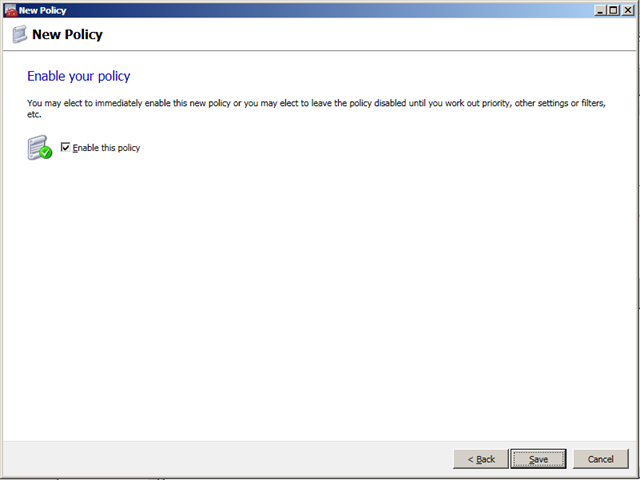 New Policy
New Policy
Enable your policy
You may elect to immediately enable this new policy or you may elect to leave the policy disabled until you work out priority, other settings or filters,
etc.
Enable this policy
< Back Save Cancel